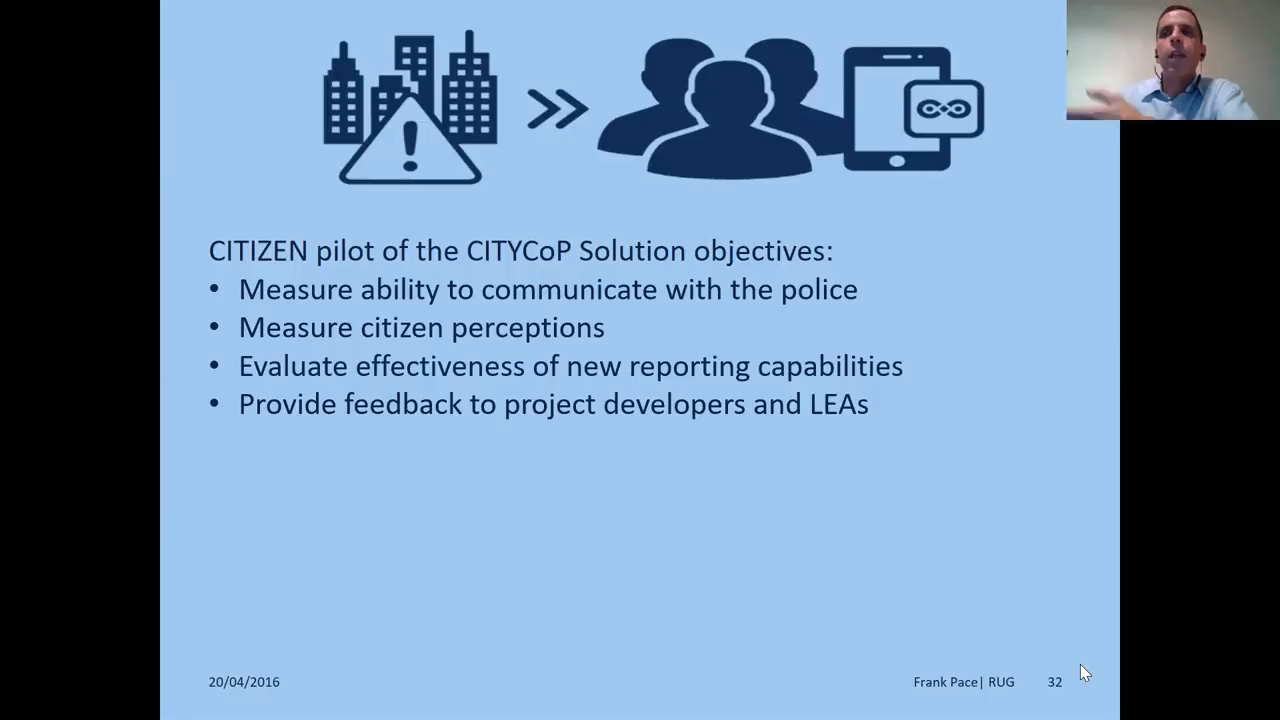 CITIZEN pilot of the CITYCoP Solution objectives:
• Measure ability to communicate with the police
• Measure citizen perceptions
• Evaluate effectiveness of new reporting capabilities
• Provide feedback to project developers and LEAs
20/04/2016 Frank Pace| RUG 32